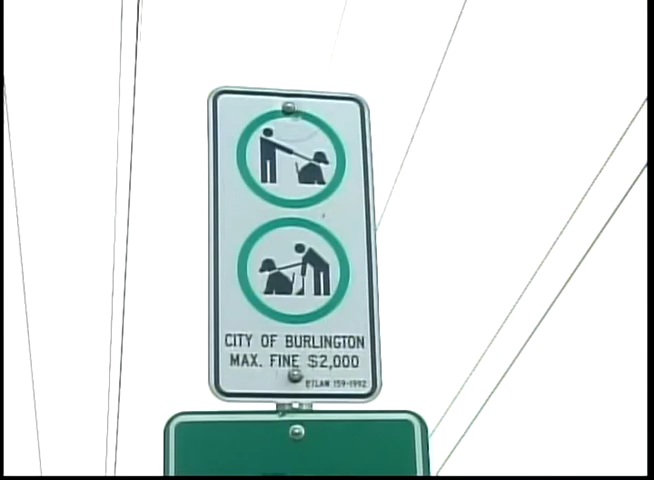 CITY OF BURLINGTON
MAX. FINE $2,000
BYLAW 159-1992